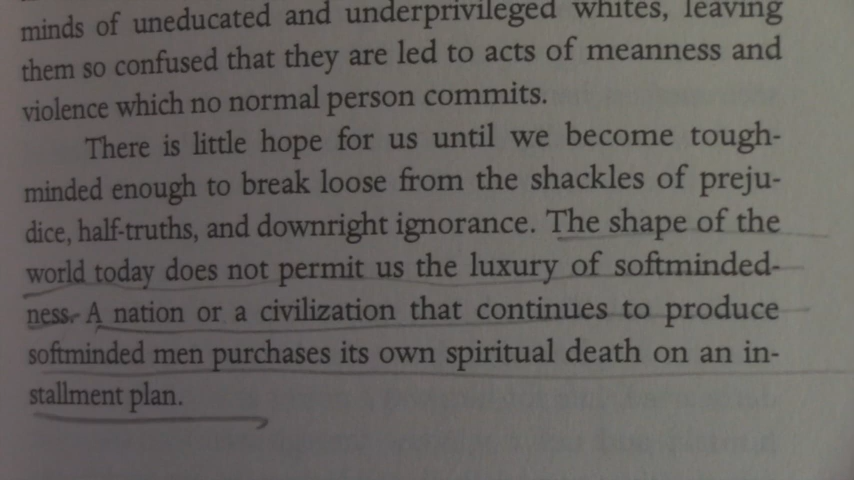 minds of uneducated and underprivileged whites, leaving
them so confused that they are led to acts of meanness and
violence which no normal person commits.
There is little hope for us until we become tough-
minded enough to break loose from the shackles of preju-
dice, half-truths, and downright ignorance. The shape of the
world today does not permit us the luxury of softminded-
ness. A nation or a civilization that continues to produce
softminded men purchases its own spiritual death on an in-
stallment plan.